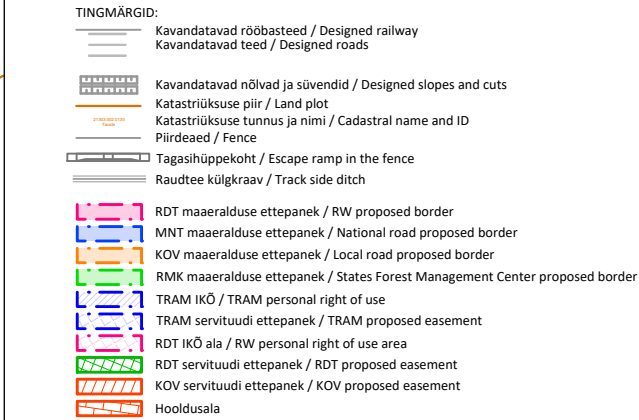 TINGMÄRGID:
Kavandatavad rööbasteed / Designed railway
Kavandatavad teed / Designed roads
Kavandatavad nõlvad ja süvendid / Designed slopes and cuts
Katastriüksuse piir / Land plot
Katastriüksuse tunnus ja nimi / Cadastral name and ID
Piirdeaed / Fence
Tagasihüppekoht / Escape ramp in the fence
Raudtee külgkraav / Track side ditch
RDT maaeralduse ettepanek / RW proposed border
MNT maaeralduse ettepanek / National road proposed border
KOV maaeralduse ettepanek / Local road proposed border
RMK maaeralduse ettepanek / States Forest Management Center proposed border
TRAM IKÕ / TRAM personal right of use
TRAM servituudi ettepanek / TRAM proposed easement
RDT IKÕ ala / RW personal right of use area
RDT servituudi ettepanek / RDT proposed easement
KOV servituudi ettepanek / KOV proposed easement
Hooldusala